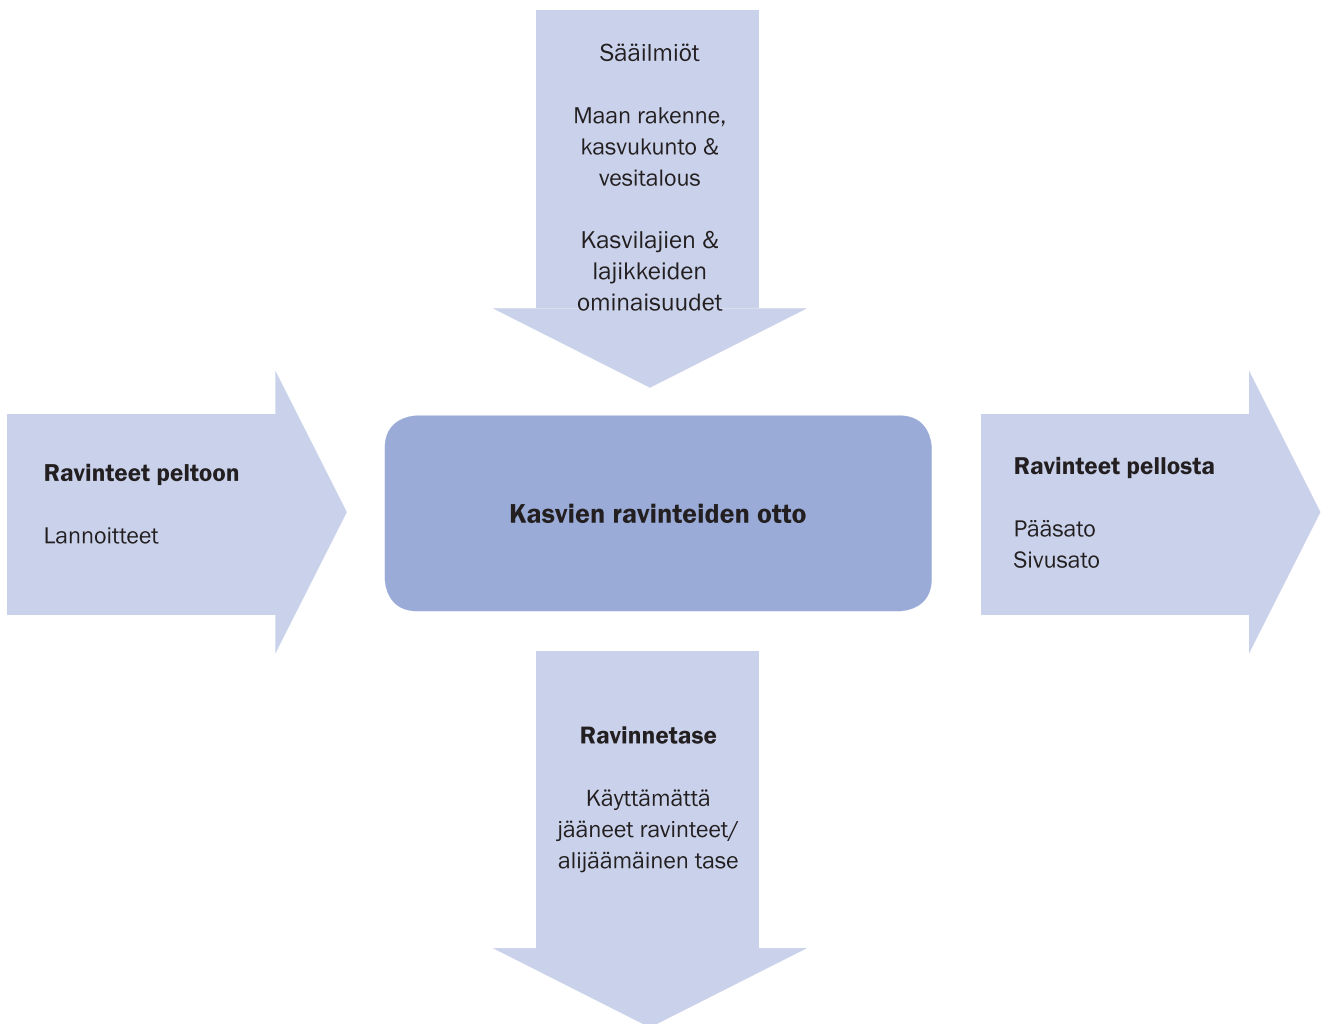 Sääilmiöt
Maan rakenne,
kasvukunto &
vesitalous
Kasvilajien &
lajikkeiden
ominaisuudet
Ravinteet peltoon
Lannoitteet
Kasvien ravinteiden otto
Ravinteet pellosta
Pääsato
Sivusato
Ravinnetase
Käyttämättä
jääneet ravinteet/
alijäämäinen tase